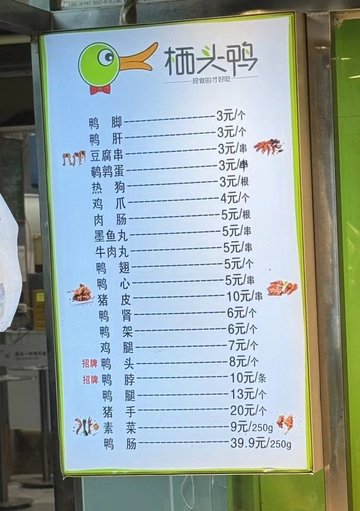 栖头鸭
现做的才好吃
鸭 脚 3元/个
鸭 肝 3元/个
豆腐串 3元/串
鹌鹑蛋 3元/串
热 狗 3元/根
鸡 爪 4元/个
肉 肠 5元/根
墨鱼丸 5元/串
牛肉丸 5元/串
鸭 翅 5元/个
鸭 心 5元/串
猪 皮 10元/串
鸭 肾 6元/个
鸭 架 6元/个
鸡 腿 7元/个
招牌 鸭 头 8元/个
招牌 鸭 脖 10元/条
鸭 腿 13元/个
猪 手 20元/个
素 菜 9元/250g
鸭 肠 39.9元/250g